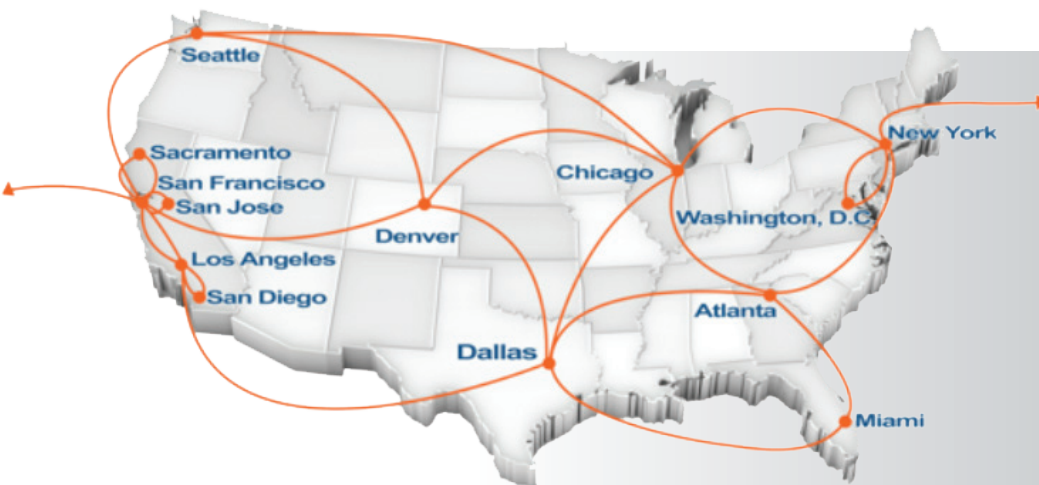 Seattle
Sacramento
San Francisco
San Jose
Los Angeles
San Diego
Denver
Dallas
Chicago
New York
Washington, D.C.
Atlanta
Miami